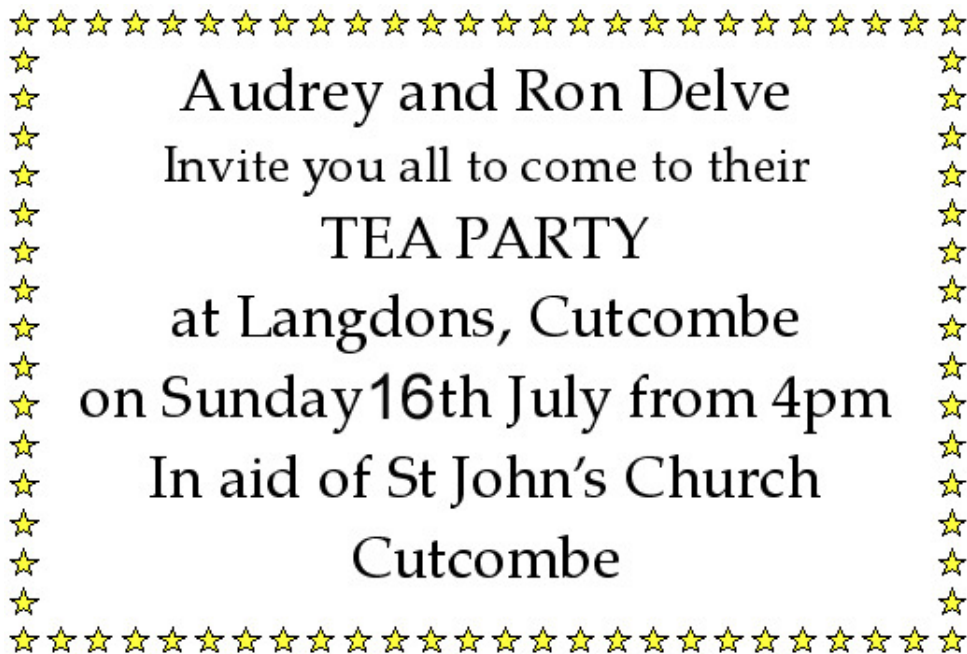 Audrey and Ron Delve
Invite you all to come to their
TEA PARTY
at Langdons, Cutcombe
on Sunday16th July from 4pm
In aid of St John’s Church
Cutcombe